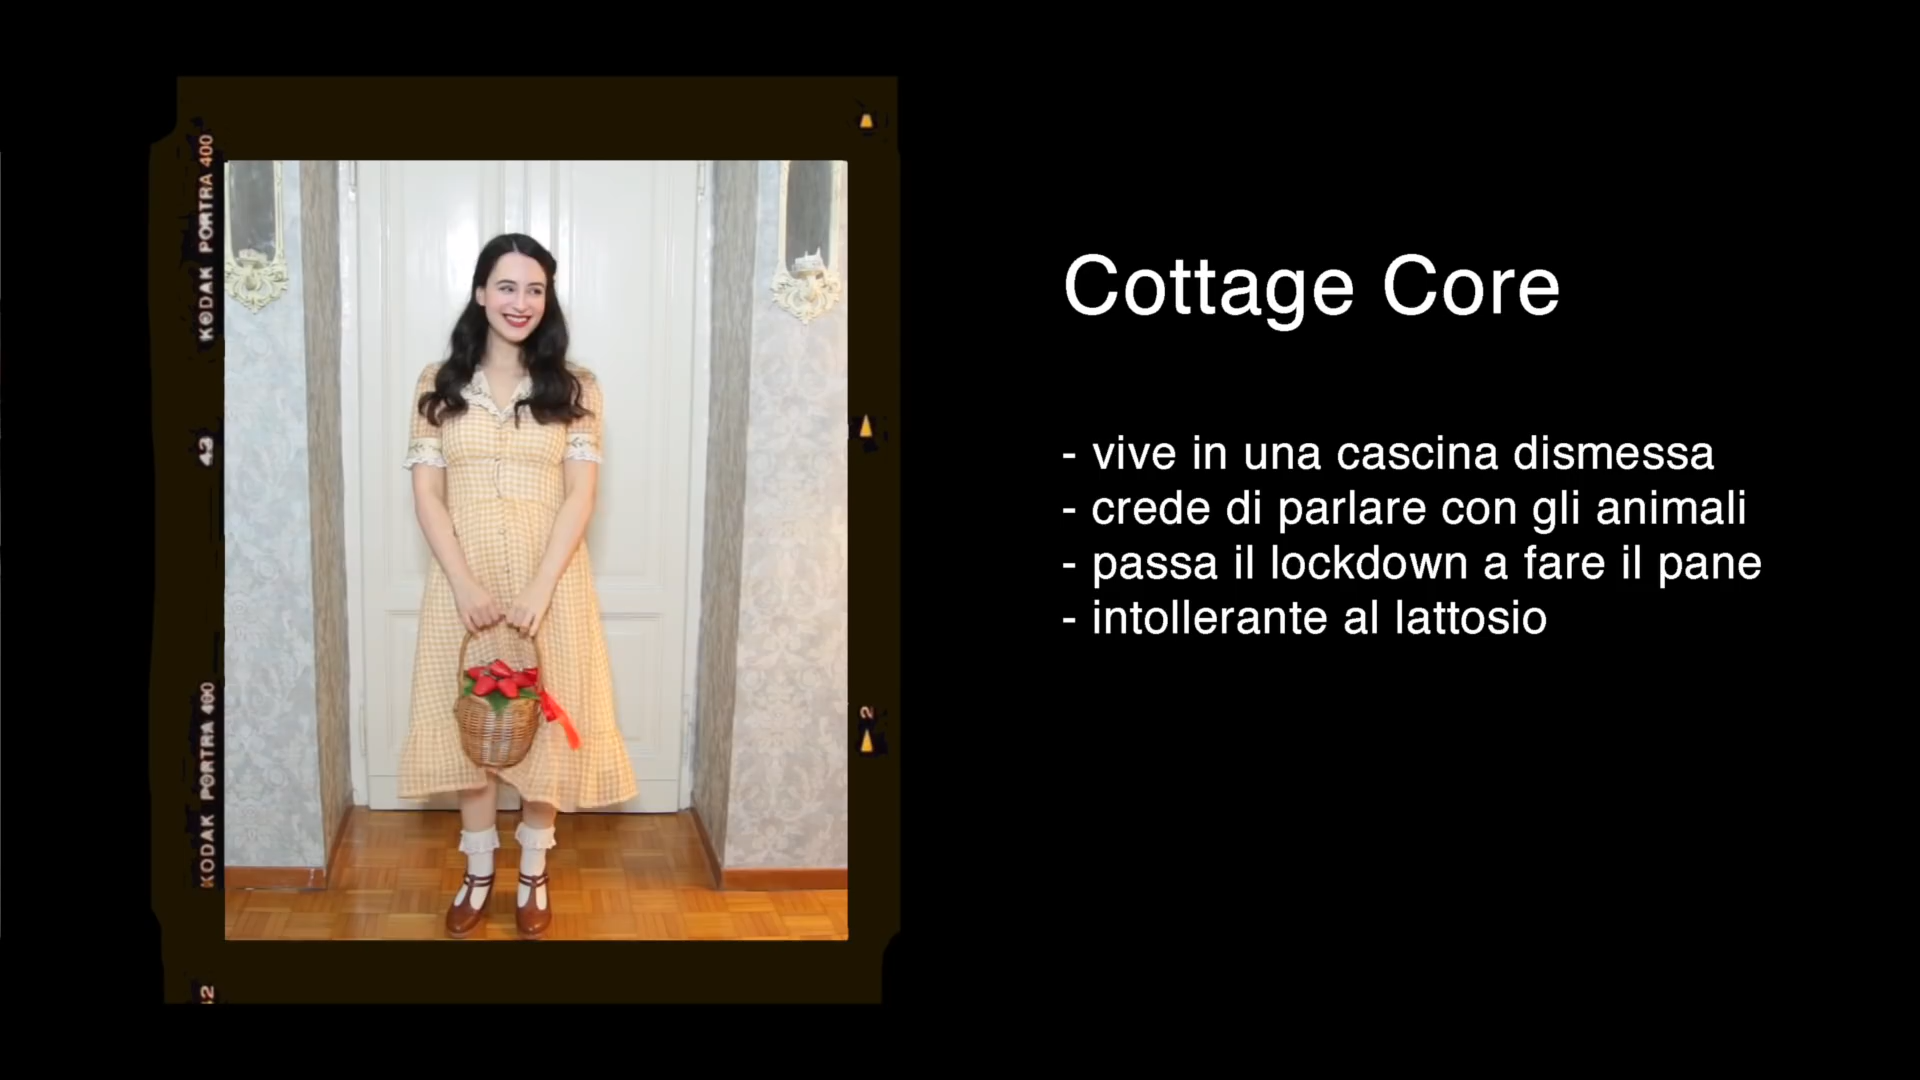 KODAK PORTRA 400
43
KODAK PORTRA 400
2
Cottage Core
- vive in una cascina dismessa
- crede di parlare con gli animali
- passa il lockdown a fare il pane
- intollerante al lattosio